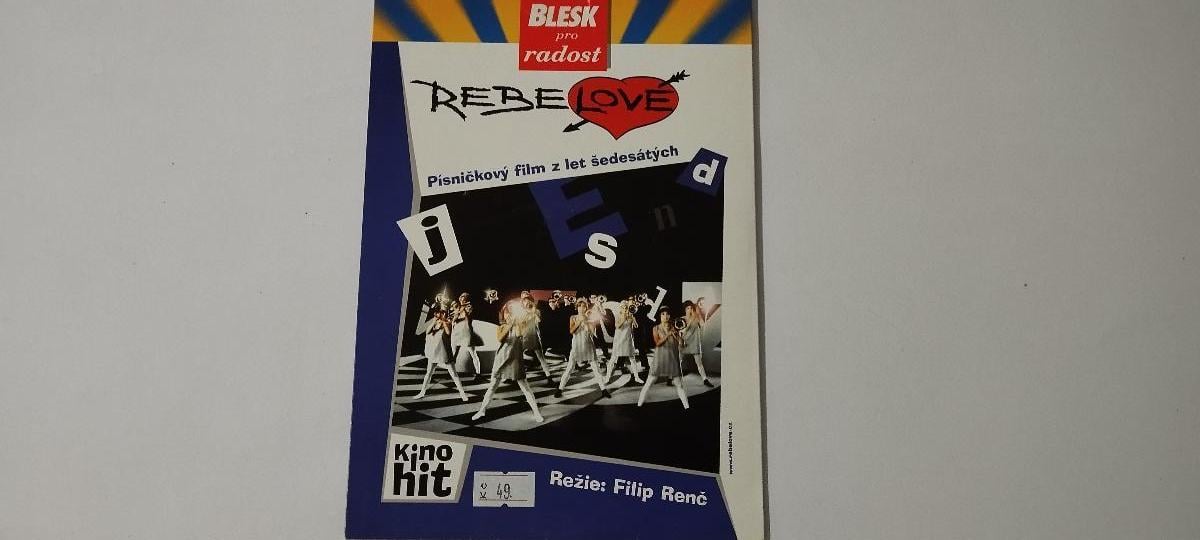 BLESK
pro
radost
REBELOVE
Písničkový film z let šedesátých
d
E
n
j
s
Kino
hit
Kč 49.
Režie: Filip Renč
www.rebelove.cz